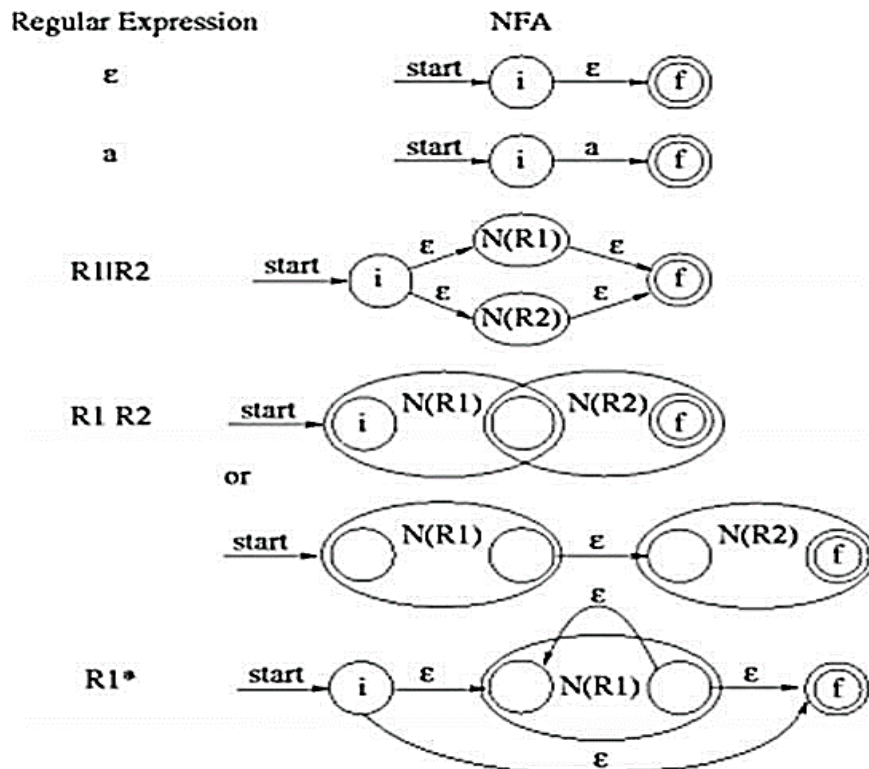 Regular Expression NFA
ε start i ε f
a start i a f
R1|R2 start i ε N(R1) ε f
ε N(R2) ε
R1 R2 start i N(R1) N(R2) f
or
start N(R1) ε N(R2) f
ε
R1* start i ε N(R1) ε f
ε